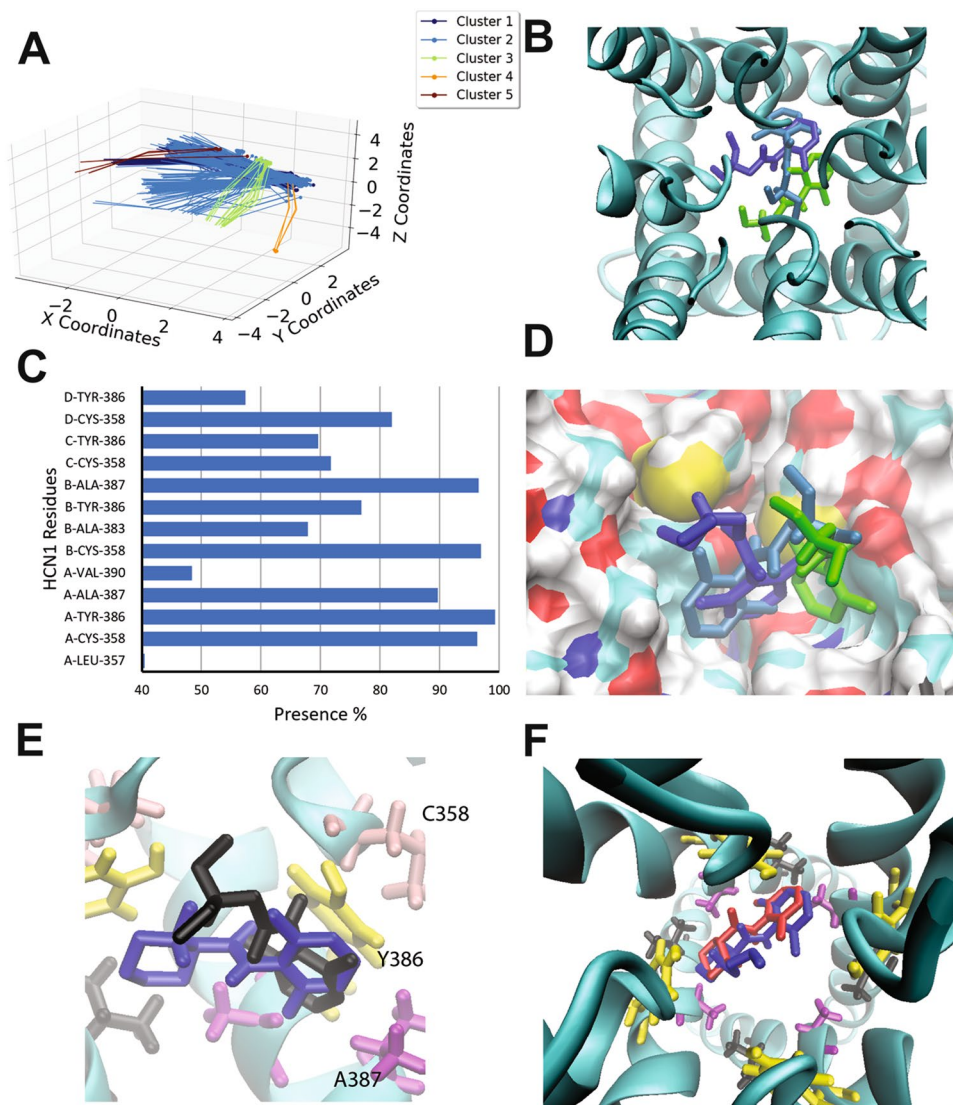 A
Cluster 1
Cluster 2
Cluster 3
Cluster 4
Cluster 5
4
2
0
−2
−4
Z Coordinates
−2
0
2
4
X Coordinates
−4
−2
0
2
Y Coordinates
B
C
HCN1 Residues
D-TYR-386
D-CYS-358
C-TYR-386
C-CYS-358
B-ALA-387
B-TYR-386
B-ALA-383
B-CYS-358
A-VAL-390
A-ALA-387
A-TYR-386
A-CYS-358
A-LEU-357
40 50 60 70 80 90 100
Presence %
D
E
C358
Y386
A387
F